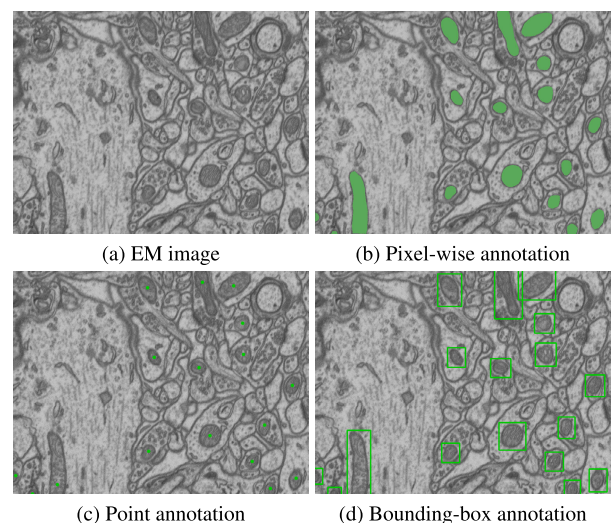 (a) EM image
(b) Pixel-wise annotation
(c) Point annotation
(d) Bounding-box annotation